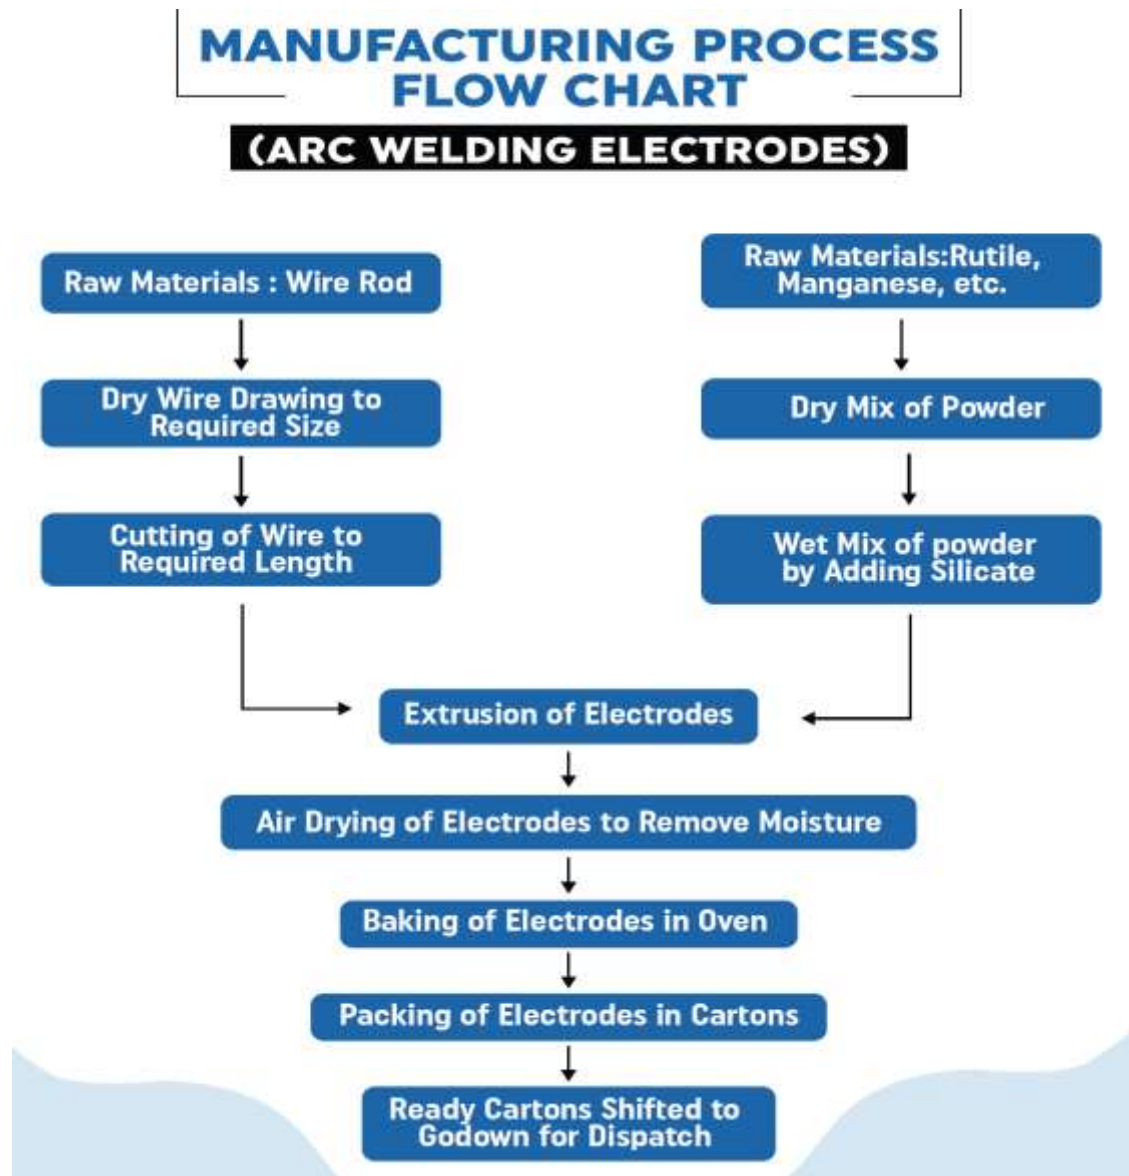 MANUFACTURING PROCESS
FLOW CHART
(ARC WELDING ELECTRODES)
Raw Materials : Wire Rod
Dry Wire Drawing to
Required Size
Cutting of Wire to
Required Length
Raw Materials:Rutile,
Manganese, etc.
Dry Mix of Powder
Wet Mix of powder
by Adding Silicate
Extrusion of Electrodes
Air Drying of Electrodes to Remove Moisture
Baking of Electrodes in Oven
Packing of Electrodes in Cartons
Ready Cartons Shifted to
Godown for Dispatch